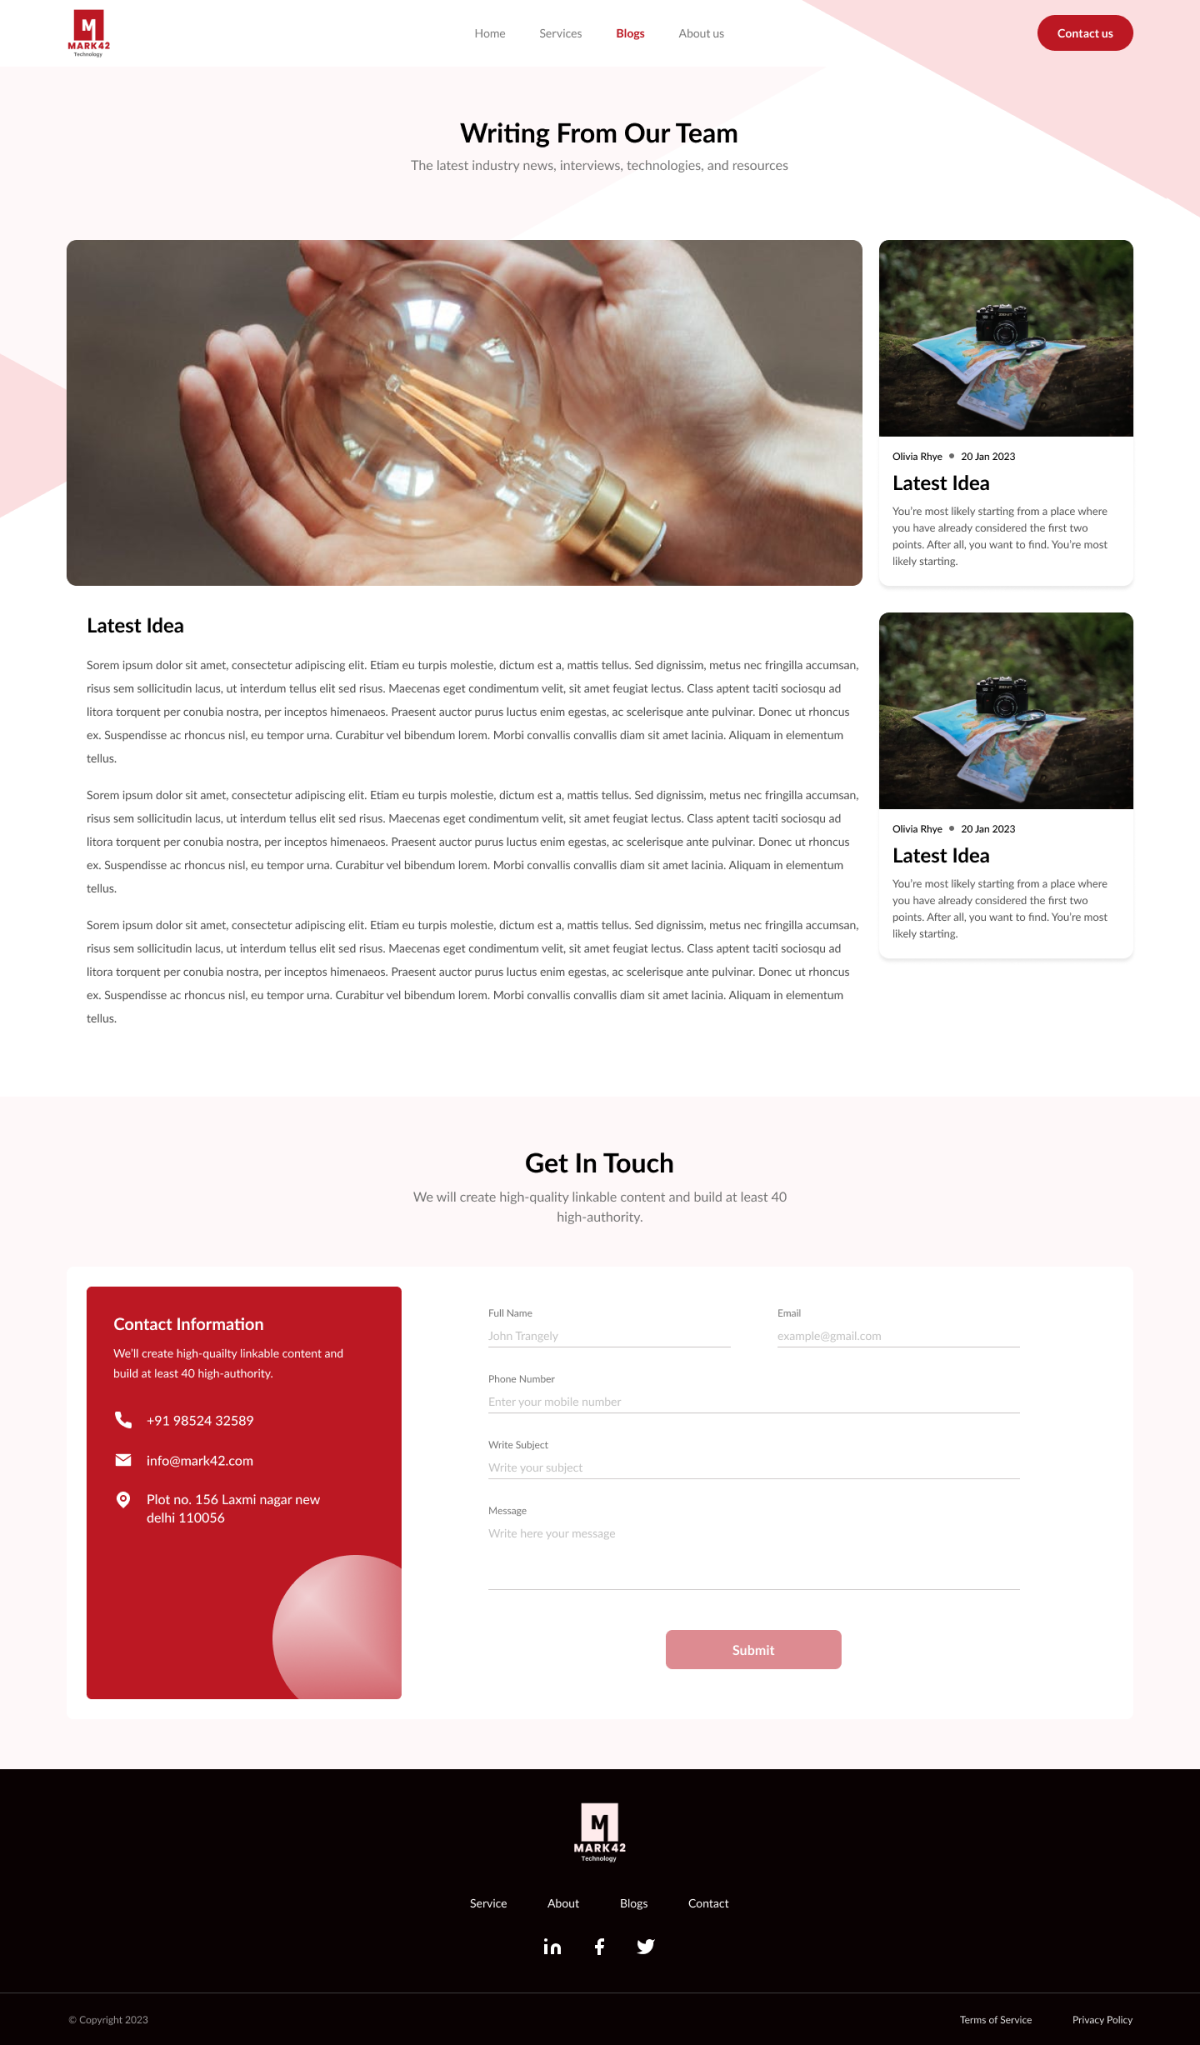 M
MARK42
Technology
Home
Services
Blogs
About us
Contact us
Writing From Our Team
The latest industry news, interviews, technologies, and resources
Latest Idea
Sorem ipsum dolor sit amet, consectetur adipiscing elit. Etiam eu turpis molestie, dictum est a, mattis tellus. Sed dignissim, metus nec fringilla accumsan,
risus sem sollicitudin lacus, ut interdum tellus elit sed risus. Maecenas eget condimentum velit, sit amet feugiat lectus. Class aptent taciti sociosqu ad
litora torquent per conubia nostra, per inceptos himenaeos. Praesent auctor purus luctus enim egestas, ac scelerisque ante pulvinar. Donec ut rhoncus
ex. Suspendisse ac rhoncus nisl, eu tempor urna. Curabitur vel bibendum lorem. Morbi convallis convallis diam sit amet lacinia. Aliquam in elementum
tellus.
Sorem ipsum dolor sit amet, consectetur adipiscing elit. Etiam eu turpis molestie, dictum est a, mattis tellus. Sed dignissim, metus nec fringilla accumsan,
risus sem sollicitudin lacus, ut interdum tellus elit sed risus. Maecenas eget condimentum velit, sit amet feugiat lectus. Class aptent taciti sociosqu ad
litora torquent per conubia nostra, per inceptos himenaeos. Praesent auctor purus luctus enim egestas, ac scelerisque ante pulvinar. Donec ut rhoncus
ex. Suspendisse ac rhoncus nisl, eu tempor urna. Curabitur vel bibendum lorem. Morbi convallis convallis diam sit amet lacinia. Aliquam in elementum
tellus.
Sorem ipsum dolor sit amet, consectetur adipiscing elit. Etiam eu turpis molestie, dictum est a, mattis tellus. Sed dignissim, metus nec fringilla accumsan,
risus sem sollicitudin lacus, ut interdum tellus elit sed risus. Maecenas eget condimentum velit, sit amet feugiat lectus. Class aptent taciti sociosqu ad
litora torquent per conubia nostra, per inceptos himenaeos. Praesent auctor purus luctus enim egestas, ac scelerisque ante pulvinar. Donec ut rhoncus
ex. Suspendisse ac rhoncus nisl, eu tempor urna. Curabitur vel bibendum lorem. Morbi convallis convallis diam sit amet lacinia. Aliquam in elementum
tellus.
Olivia Rhye • 20 Jan 2023
Latest Idea
You're most likely starting from a place where
you have already considered the first two
points. After all, you want to find. You're most
likely starting.
Olivia Rhye • 20 Jan 2023
Latest Idea
You're most likely starting from a place where
you have already considered the first two
points. After all, you want to find. You're most
likely starting.
Get In Touch
We will create high-quality linkable content and build at least 40
high-authority.
Contact Information
We'll create high-quailty linkable content and
build at least 40 high-authority.
+91 98524 32589
info@mark42.com
Plot no. 156 Laxmi nagar new
delhi 110056
Full Name
John Trangely
Email
example@gmail.com
Phone Number
Enter your mobile number
Write Subject
Write your subject
Message
Write here your message
Submit
M
MARK42
Technology
Service
About
Blogs
Contact
in
f
© Copyright 2023
Terms of Service
Privacy Policy